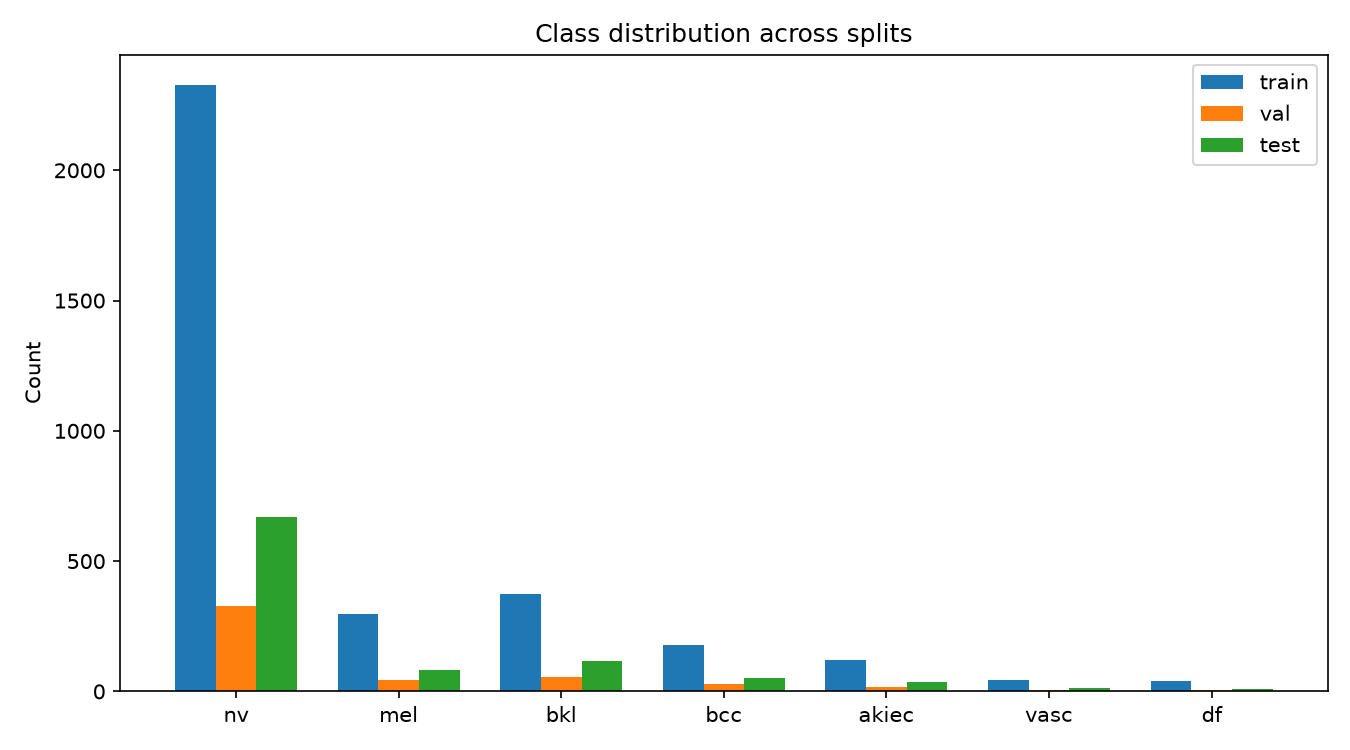 Class distribution across splits
train
val
test
2000
1500
1000
500
0
Count
nv mel bkl bcc akiec vasc df